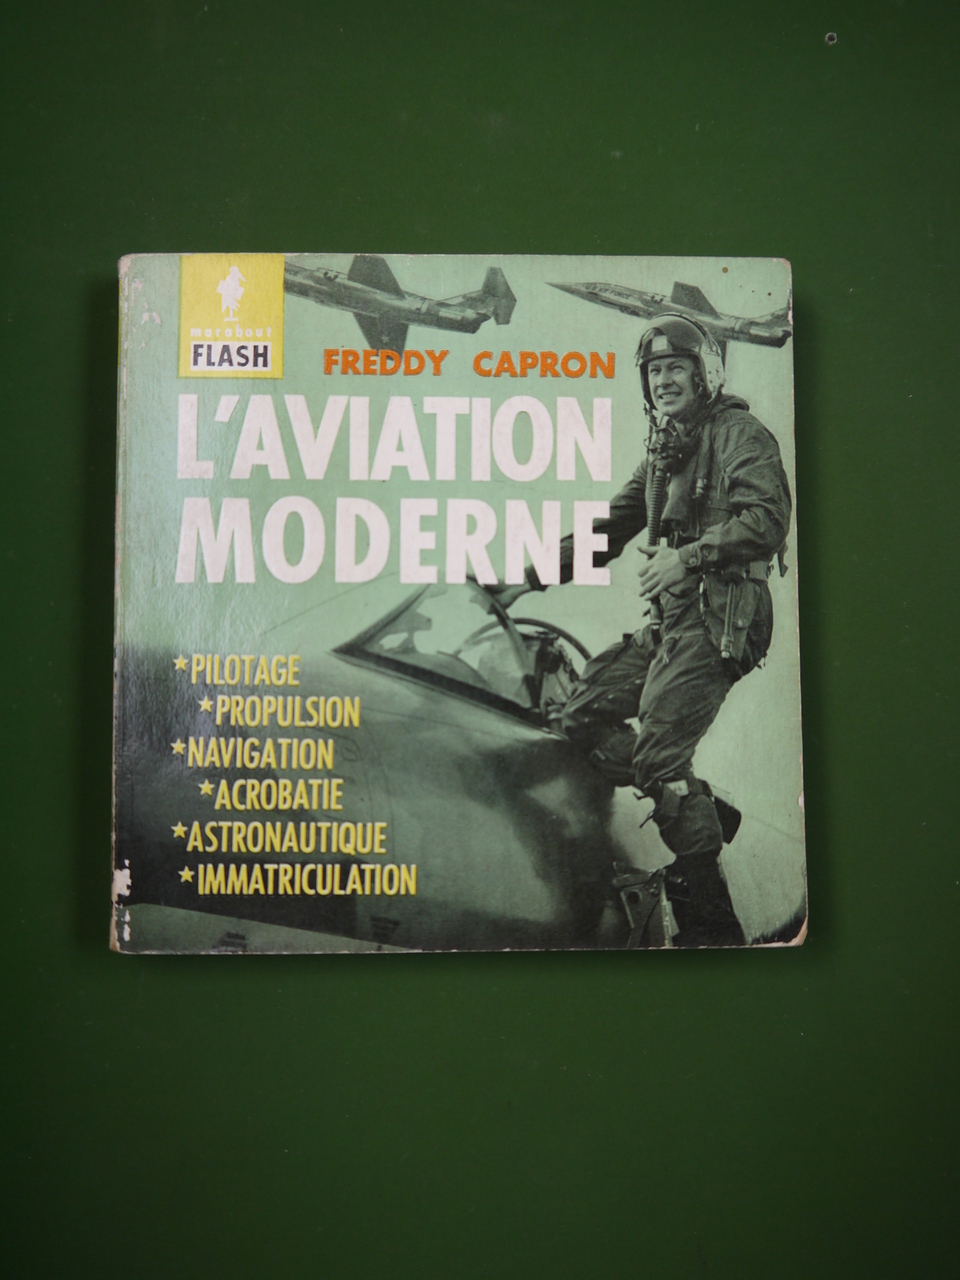 marabout
FLASH
FREDDY CAPRON
L'AVIATION
MODERNE
★PILOTAGE
★PROPULSION
★NAVIGATION
★ACROBATIE
★ASTRONAUTIQUE
★IMMATRICULATION